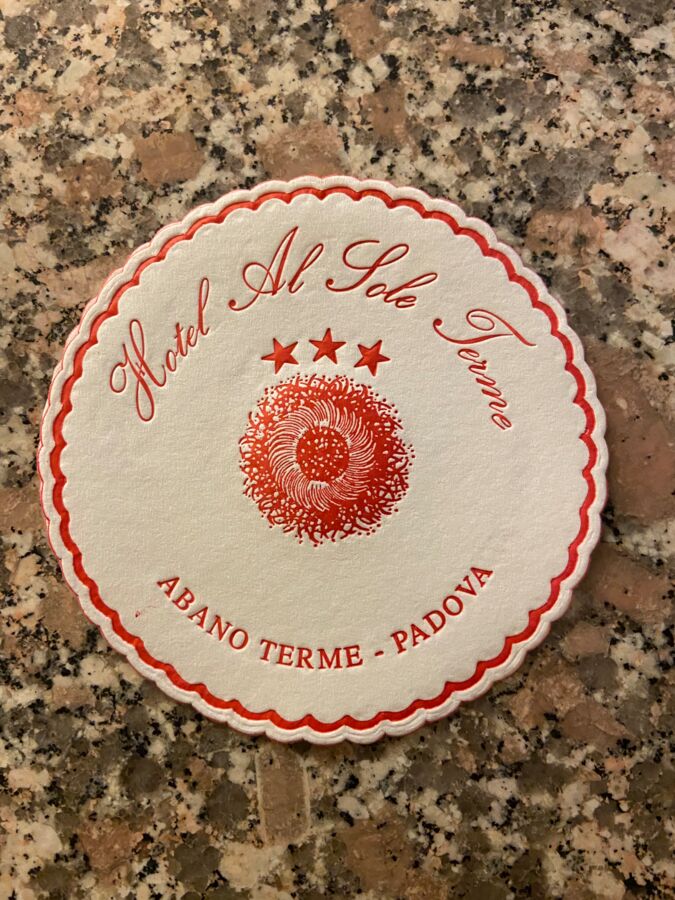 Hotel Al Sole Terme
ABANO TERME - PADOVA